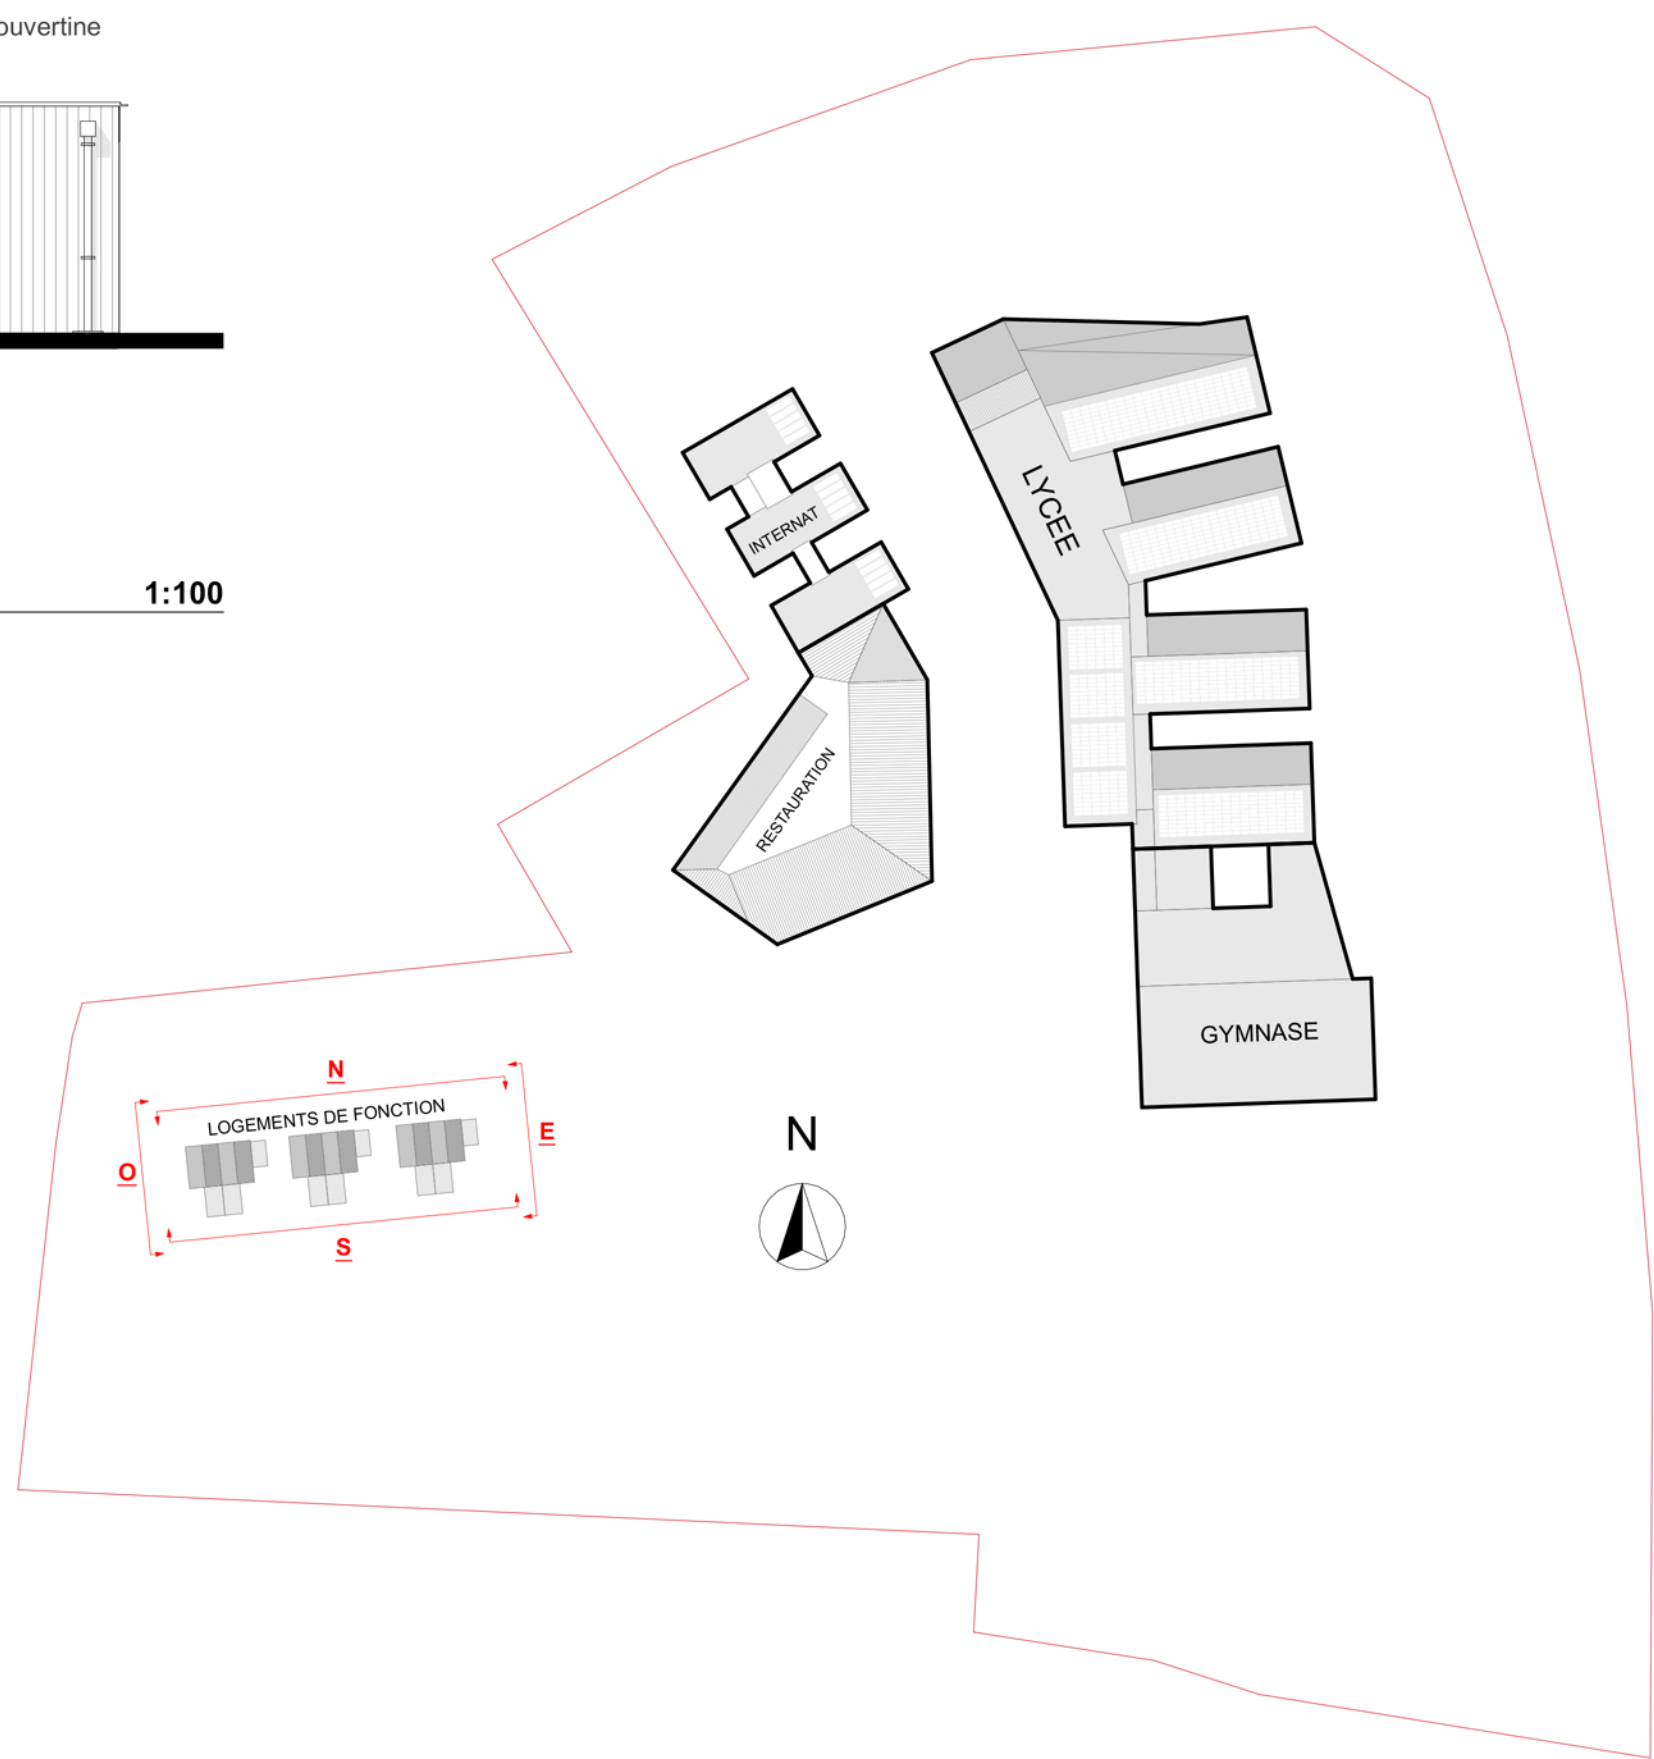 ouvertine
1:100
LYCEE
INTERNAT
RESTAURATION
GYMNASE
N
LOGEMENTS DE FONCTION
E
O
S
N